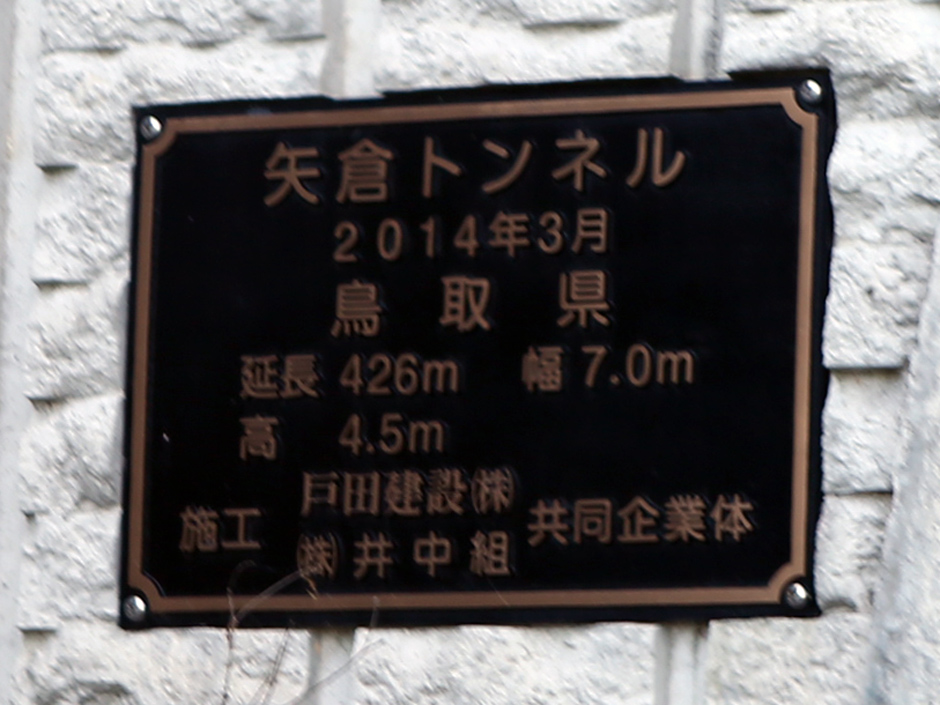 矢倉トンネル
2014年3月
鳥取県
延長 426m 幅 7.0m
高 4.5m
施工 戸田建設㈱ 共同企業体
㈱井中組